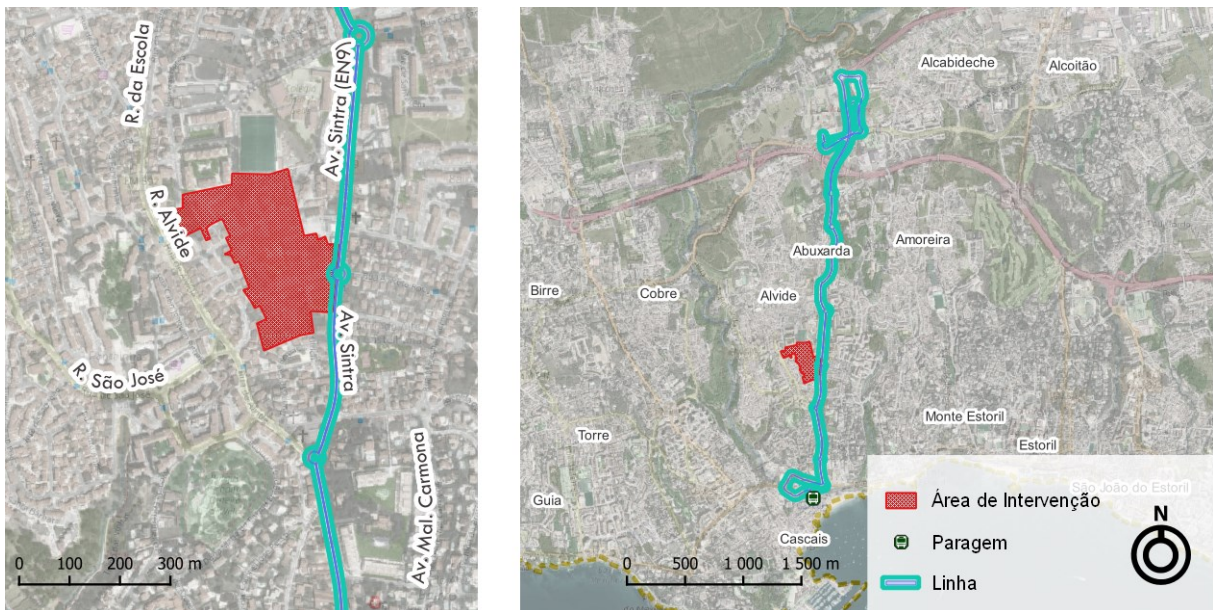 R. da Escola
Av. Sintra (EN9)
R. Alvide
Av. Sintra
R. São José
Av. Mal. Carmona
0 100 200 300 m
Alcabideche
Alcoitão
Abuxarda
Amoreira
Birre
Cobre
Alvide
Monte Estoril
Torre
Estoril
São João do Estoril
Guia
Cascais
0 500 1 000 1 500 m
Área de Intervenção
Paragem
Linha
N